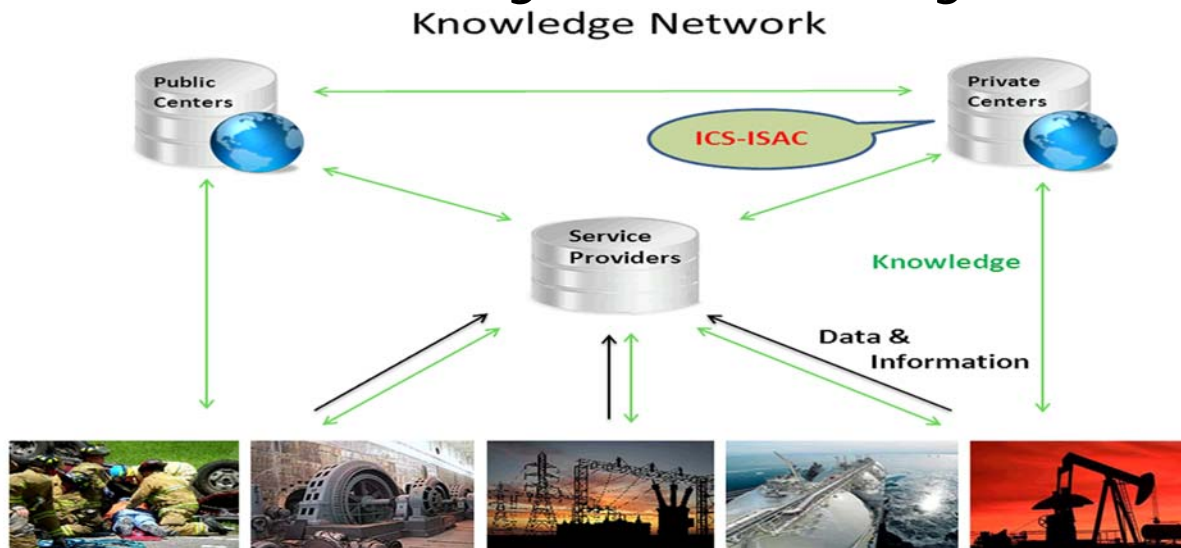 Knowledge Network
Public
Centers
Private
Centers
ICS-ISAC
Service
Providers
Knowledge
Data &
Information